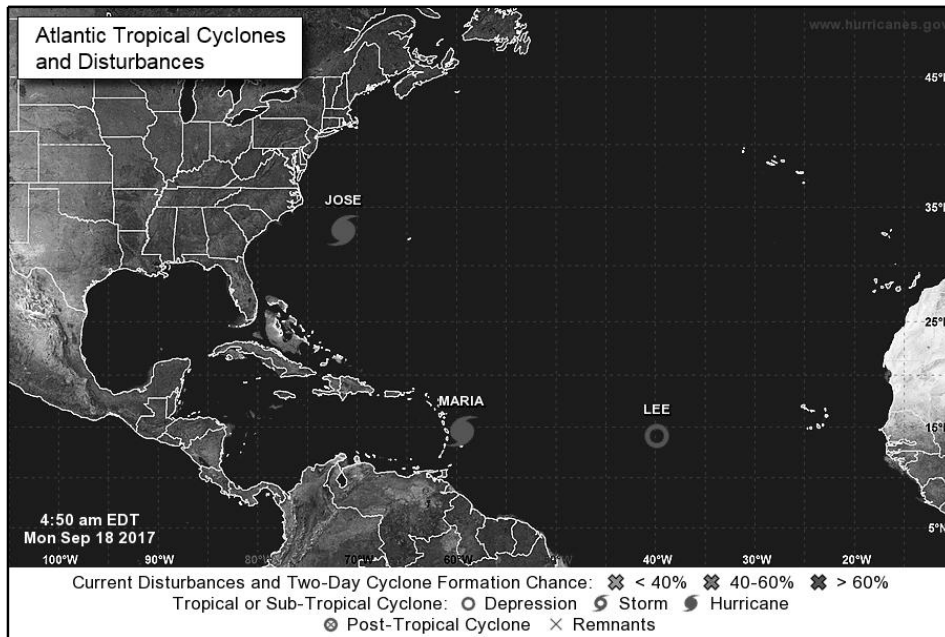 Atlantic Tropical Cyclones
and Disturbances
www.hurricanes.gov
45°N
JOSE
35°N
25°N
MARIA
LEE
15°N
4:50 am EDT
Mon Sep 18 2017
5°N
100°W 90°W 80°W 70°W 60°W 50°W 40°W 30°W 20°W
Current Disturbances and Two-Day Cyclone Formation Chance: < 40% 40-60% > 60%
Tropical or Sub-Tropical Cyclone: Depression Storm Hurricane
Post-Tropical Cyclone Remnants